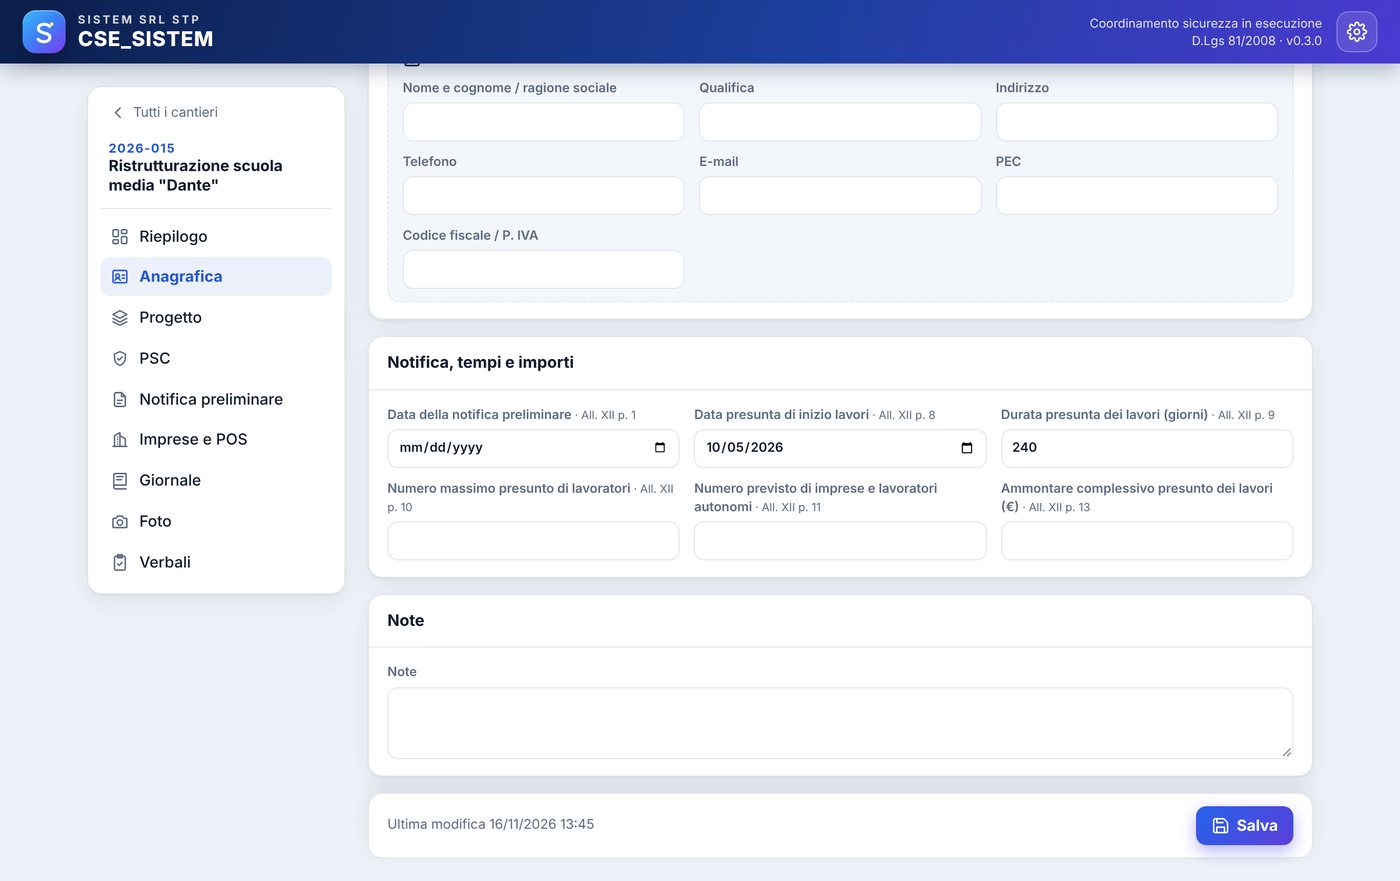 SISTEM SRL STP
CSE_SISTEM
Coordinamento sicurezza in esecuzione
D.Lgs 81/2008 · v0.3.0
Tutti i cantieri
2026-015
Ristrutturazione scuola
media "Dante"
Riepilogo
Anagrafica
Progetto
PSC
Notifica preliminare
Imprese e POS
Giornale
Foto
Verbali
Nome e cognome / ragione sociale
Qualifica
Indirizzo
Telefono
E-mail
PEC
Codice fiscale / P. IVA
Notifica, tempi e importi
Data della notifica preliminare · All. XII p. 1
Data presunta di inizio lavori · All. XII p. 8
Durata presunta dei lavori (giorni) · All. XII p. 9
mm/dd/yyyy
10/05/2026
240
Numero massimo presunto di lavoratori · All. XII
p. 10
Numero previsto di imprese e lavoratori
autonomi · All. XII p. 11
Ammontare complessivo presunto dei lavori
(€) · All. XII p. 13
Note
Note
Ultima modifica 16/11/2026 13:45
Salva